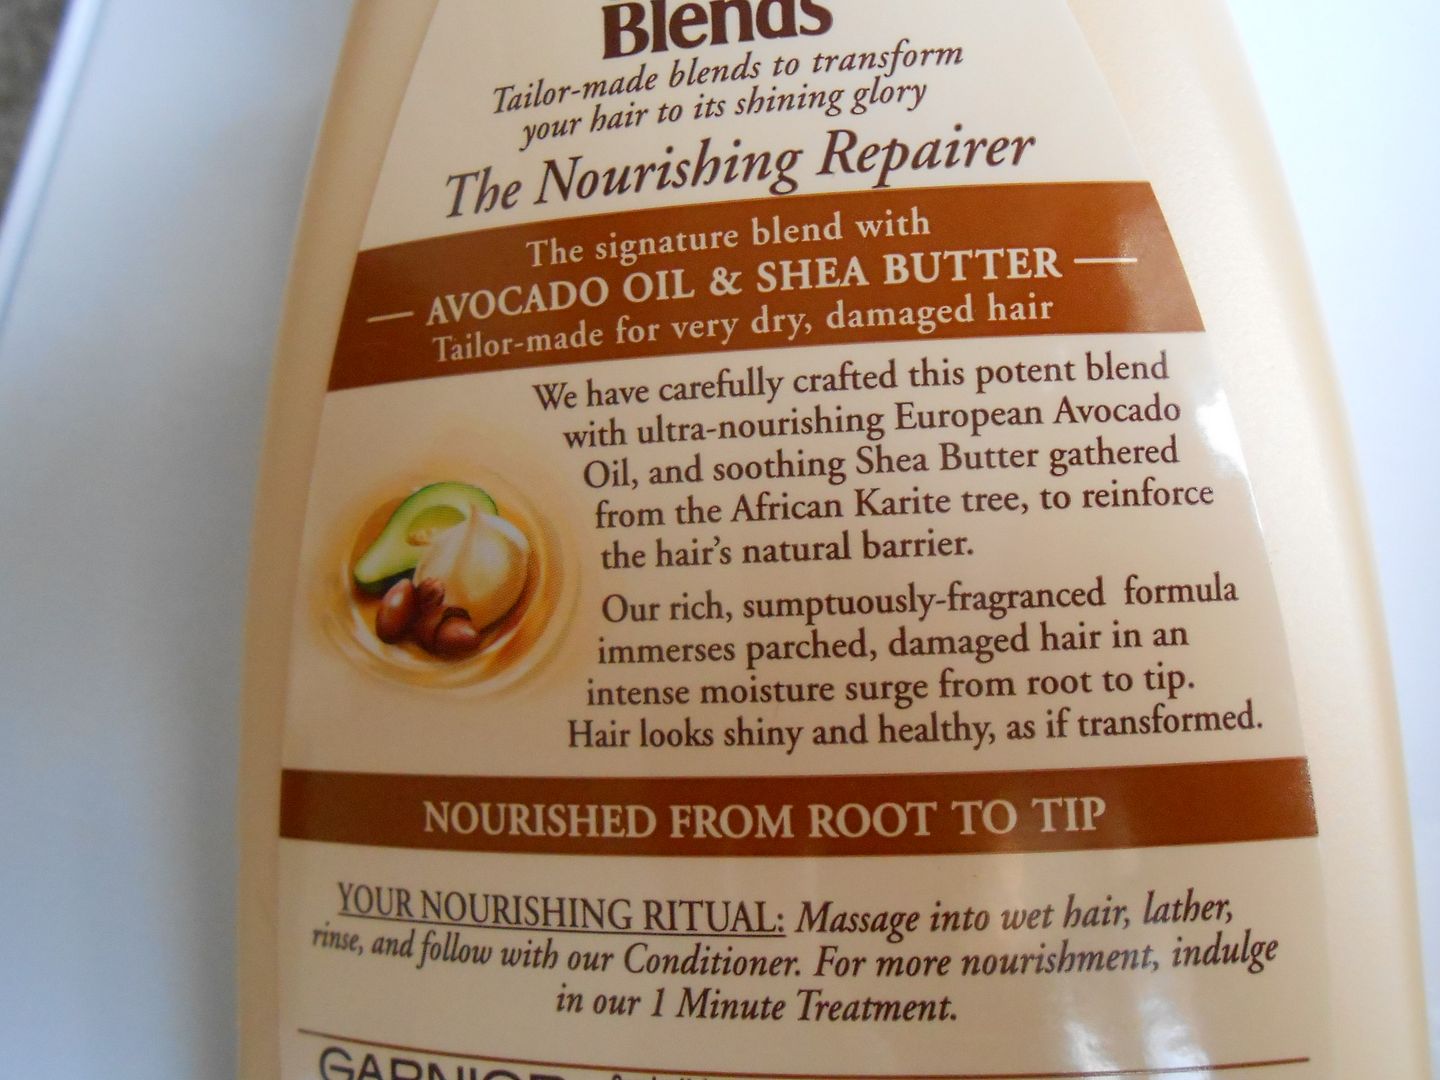 Blends
Tailor-made blends to transform
your hair to its shining glory
The Nourishing Repairer
The signature blend with
— AVOCADO OIL & SHEA BUTTER —
Tailor-made for very dry, damaged hair
We have carefully crafted this potent blend
with ultra-nourishing European Avocado
Oil, and soothing Shea Butter gathered
from the African Karite tree, to reinforce
the hair's natural barrier.
Our rich, sumptuously-fragranced formula
immerses parched, damaged hair in an
intense moisture surge from root to tip.
Hair looks shiny and healthy, as if transformed.
NOURISHED FROM ROOT TO TIP
YOUR NOURISHING RITUAL: Massage into wet hair, lather,
rinse, and follow with our Conditioner. For more nourishment, indulge
in our 1 Minute Treatment.
GARNIER